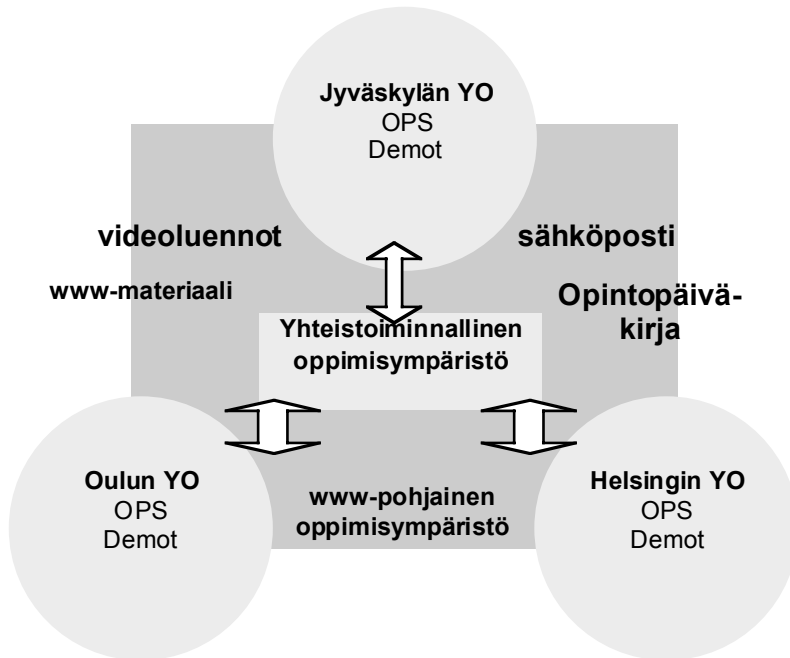 Jyväskylän YO
OPS
Demot
videoluennot
sähköposti
www-materiaali
Opintopäivä-
kirja
Yhteistoiminnallinen
oppimisympäristö
Oulun YO
OPS
Demot
www-pohjainen
oppimisympäristö
Helsingin YO
OPS
Demot